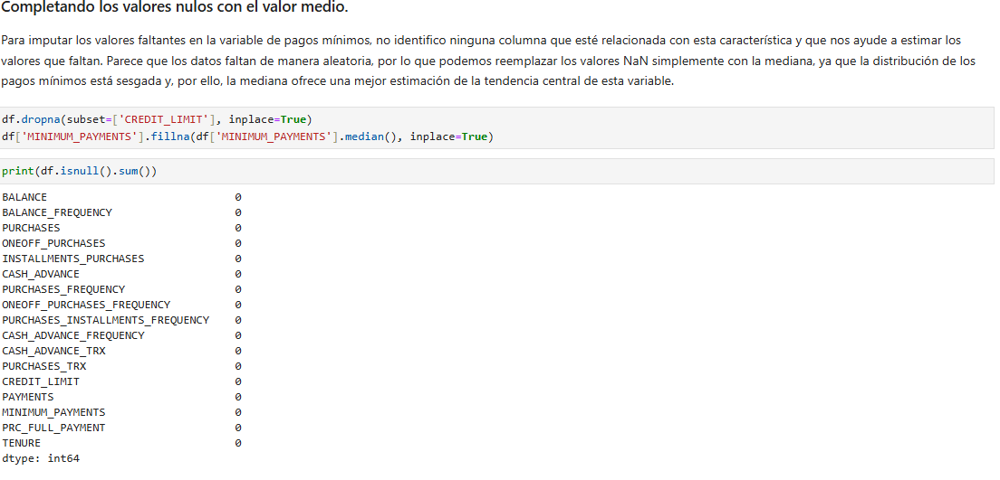 Completando los valores nulos con el valor medio.
Para imputar los valores faltantes en la variable de pagos mínimos, no identifico ninguna columna que esté relacionada con esta característica y que nos ayude a estimar los
valores que faltan. Parece que los datos faltan de manera aleatoria, por lo que podemos reemplazar los valores NaN simplemente con la mediana, ya que la distribución de los
pagos mínimos está sesgada y, por ello, la mediana ofrece una mejor estimación de la tendencia central de esta variable.
df.dropna(subset=['CREDIT_LIMIT'], inplace=True)
df['MINIMUM_PAYMENTS'].fillna(df['MINIMUM_PAYMENTS'].median(), inplace=True)
print(df.isnull().sum())
BALANCE 0
BALANCE_FREQUENCY 0
PURCHASES 0
ONEOFF_PURCHASES 0
INSTALLMENTS_PURCHASES 0
CASH_ADVANCE 0
PURCHASES_FREQUENCY 0
ONEOFF_PURCHASES_FREQUENCY 0
PURCHASES_INSTALLMENTS_FREQUENCY 0
CASH_ADVANCE_FREQUENCY 0
CASH_ADVANCE_TRX 0
PURCHASES_TRX 0
CREDIT_LIMIT 0
PAYMENTS 0
MINIMUM_PAYMENTS 0
PRC_FULL_PAYMENT 0
TENURE 0
dtype: int64